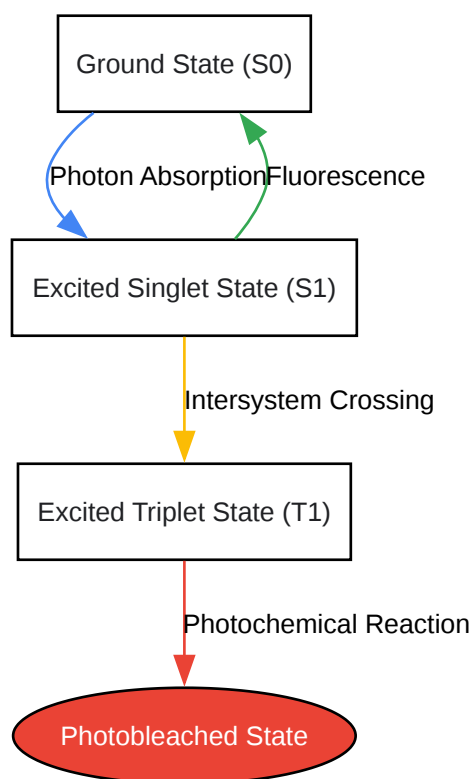 Ground State (S0)
Photon Absorption
Fluorescence
Excited Singlet State (S1)
Intersystem Crossing
Excited Triplet State (T1)
Photochemical Reaction
Photobleached State